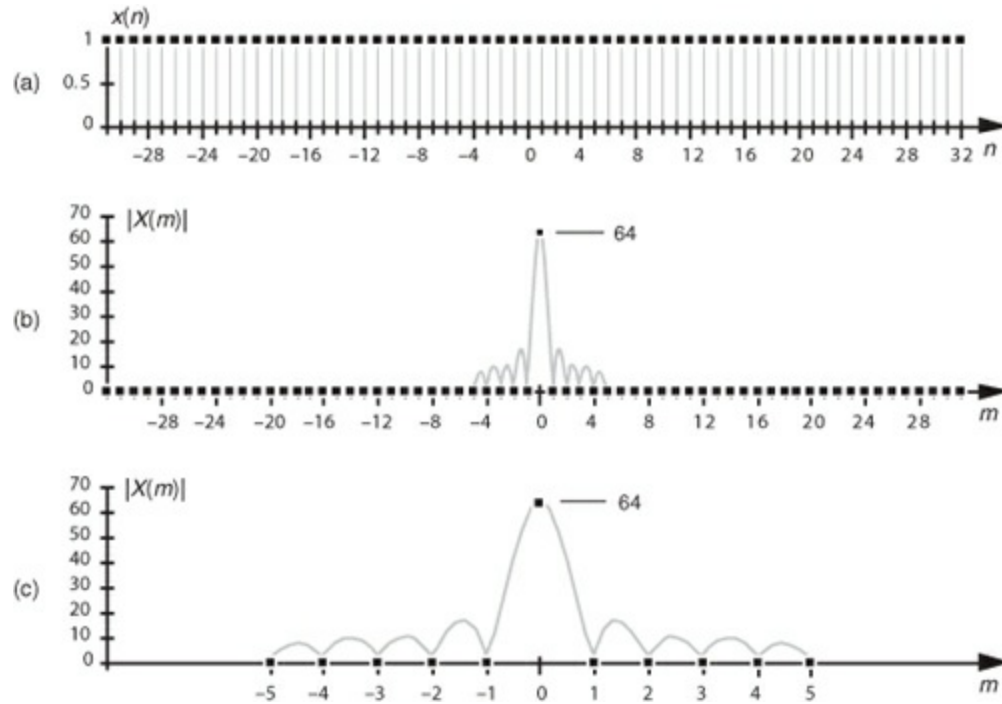 x(n)
(a)
1
0.5
0
–28 –24 –20 –16 –12 –8 –4 0 4 8 12 16 20 24 28 32 n
(b)
|X(m)|
70
60
50
40
30
20
10
0
64
–28 –24 –20 –16 –12 –8 –4 0 4 8 12 16 20 24 28 m
(c)
|X(m)|
70
60
50
40
30
20
10
0
64
–5 –4 –3 –2 –1 0 1 2 3 4 5 m